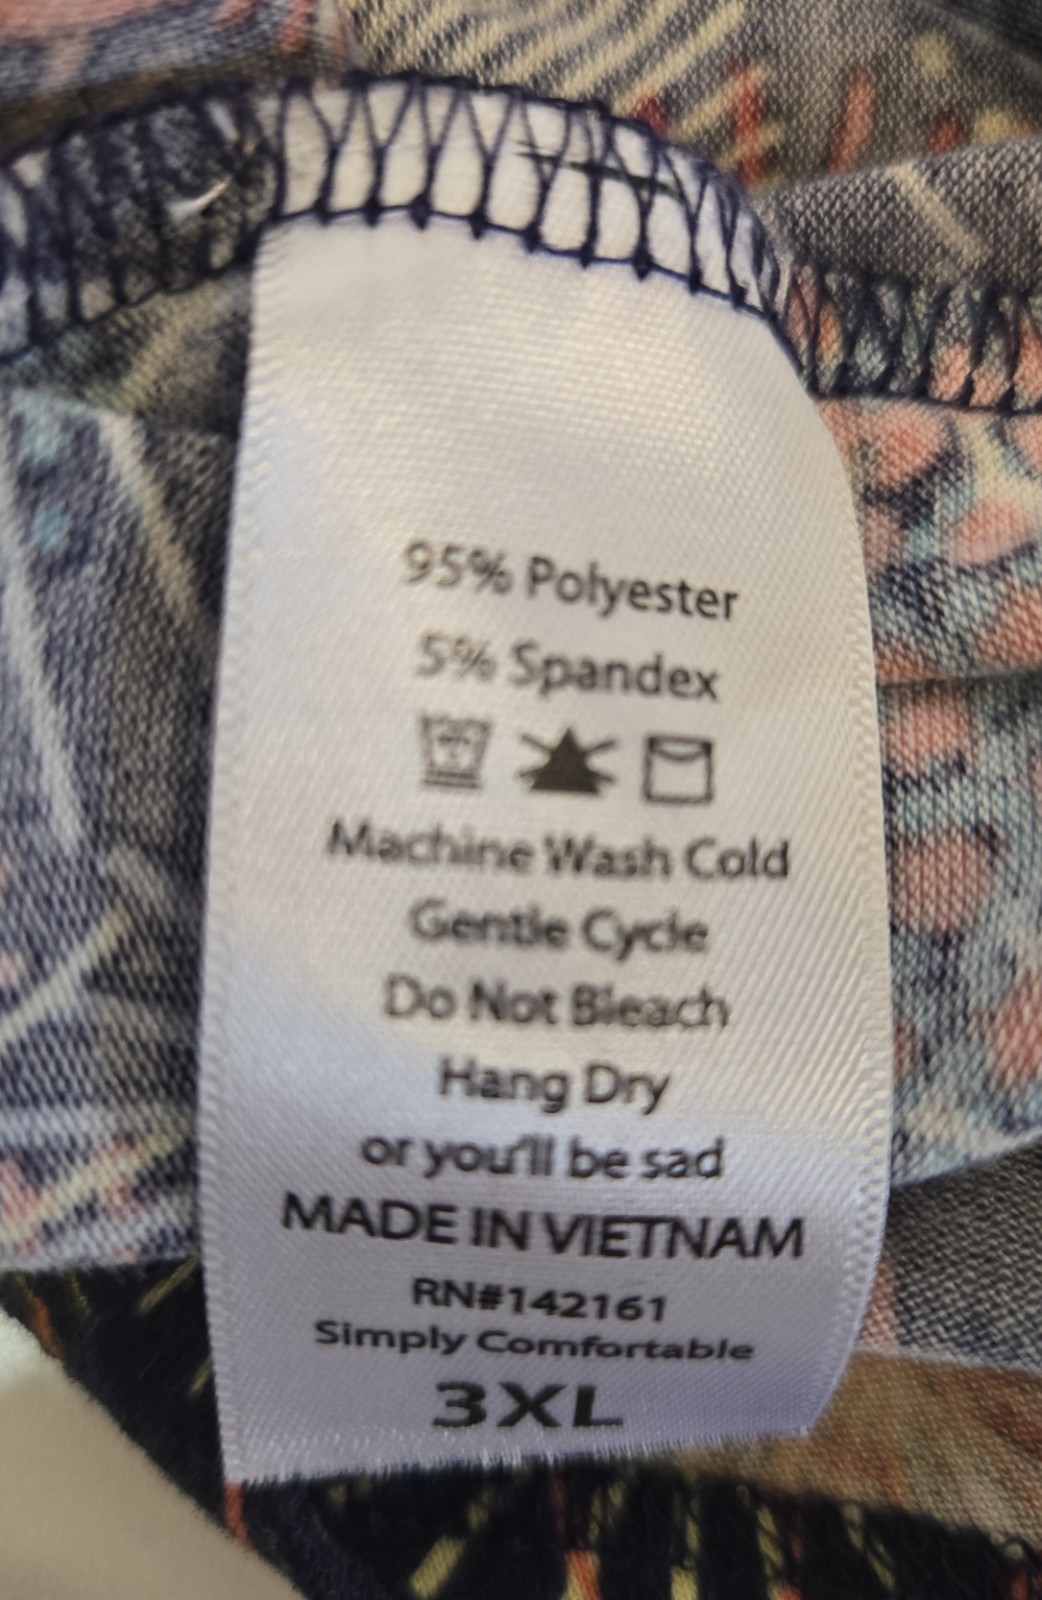 95% Polyester
5% Spandex
Machine Wash Cold
Gentle Cycle
Do Not Bleach
Hang Dry
or you'll be sad
MADE IN VIETNAM
RN#142161
Simply Comfortable
3XL